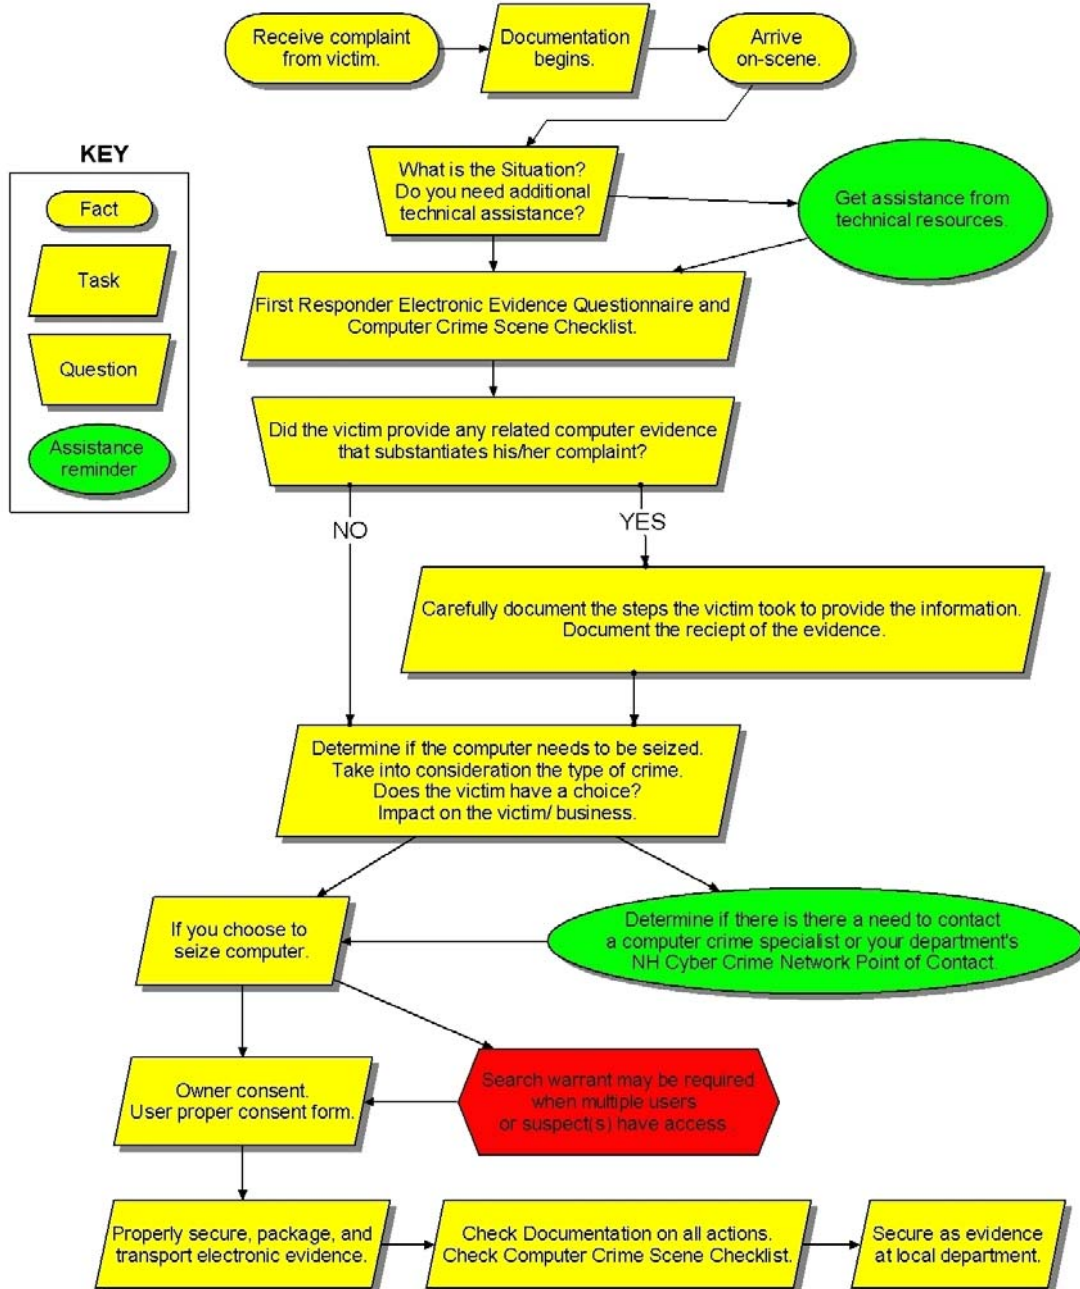 Receive complaint
from victim.
Documentation
begins.
Arrive
on-scene.
KEY
Fact
Task
Question
Assistance
reminder
What is the Situation?
Do you need additional
technical assistance?
Get assistance from
technical resources.
First Responder Electronic Evidence Questionnaire and
Computer Crime Scene Checklist.
Did the victim provide any related computer evidence
that substantiates his/her complaint?
NO
YES
Carefully document the steps the victim took to provide the information.
Document the reciept of the evidence.
Determine if the computer needs to be seized.
Take into consideration the type of crime.
Does the victim have a choice?
Impact on the victim/ business.
If you choose to
seize computer.
Determine if there is there a need to contact
a computer crime specialist or your department's
NH Cyber Crime Network Point of Contact.
Owner consent.
User proper consent form.
Search warrant may be required
when multiple users
or suspect(s) have access
Properly secure, package, and
transport electronic evidence.
Check Documentation on all actions.
Check Computer Crime Scene Checklist.
Secure as evidence
at local department.